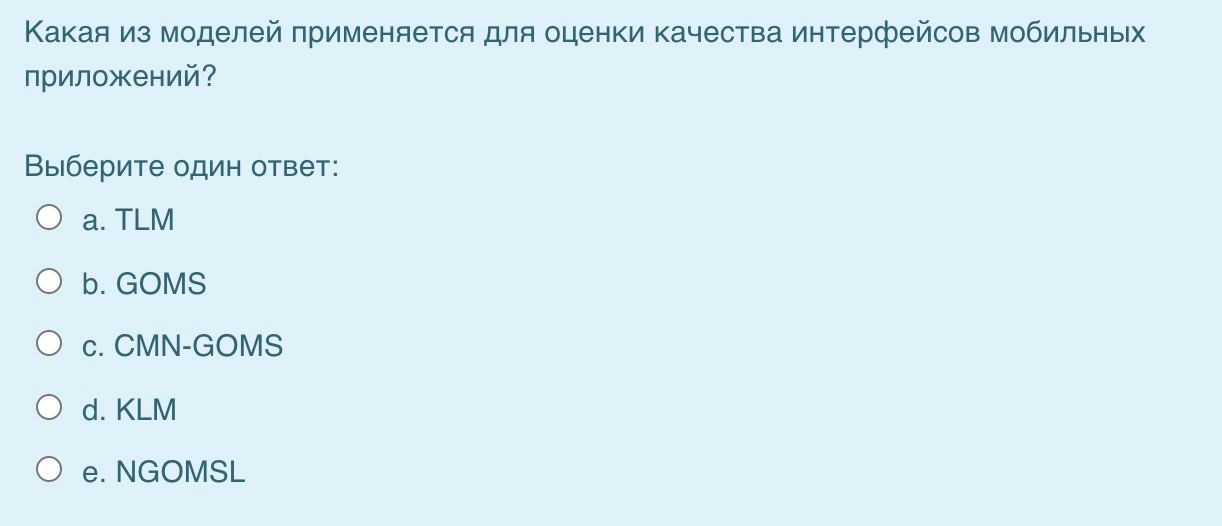 Какая из моделей применяется для оценки качества интерфейсов мобильных
приложений?
Выберите один ответ:
a. TLM
b. GOMS
c. CMN-GOMS
d. KLM
e. NGOMSL